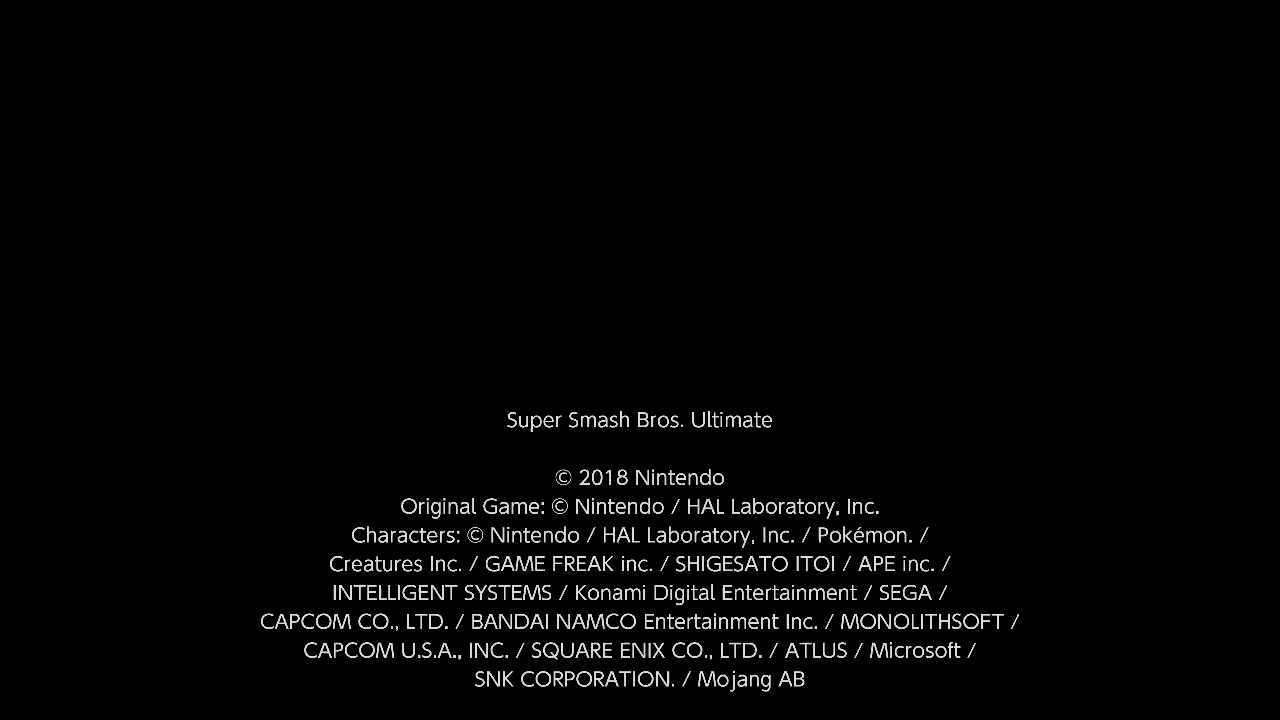 Super Smash Bros. Ultimate
© 2018 Nintendo
Original Game: © Nintendo / HAL Laboratory, Inc.
Characters: © Nintendo / HAL Laboratory, Inc. / Pokémon. /
Creatures Inc. / GAME FREAK inc. / SHIGESATO ITOI / APE inc. /
INTELLIGENT SYSTEMS / Konami Digital Entertainment / SEGA /
CAPCOM CO., LTD. / BANDAI NAMCO Entertainment Inc. / MONOLITHSOFT /
CAPCOM U.S.A., INC. / SQUARE ENIX CO., LTD. / ATLUS / Microsoft /
SNK CORPORATION. / Mojang AB